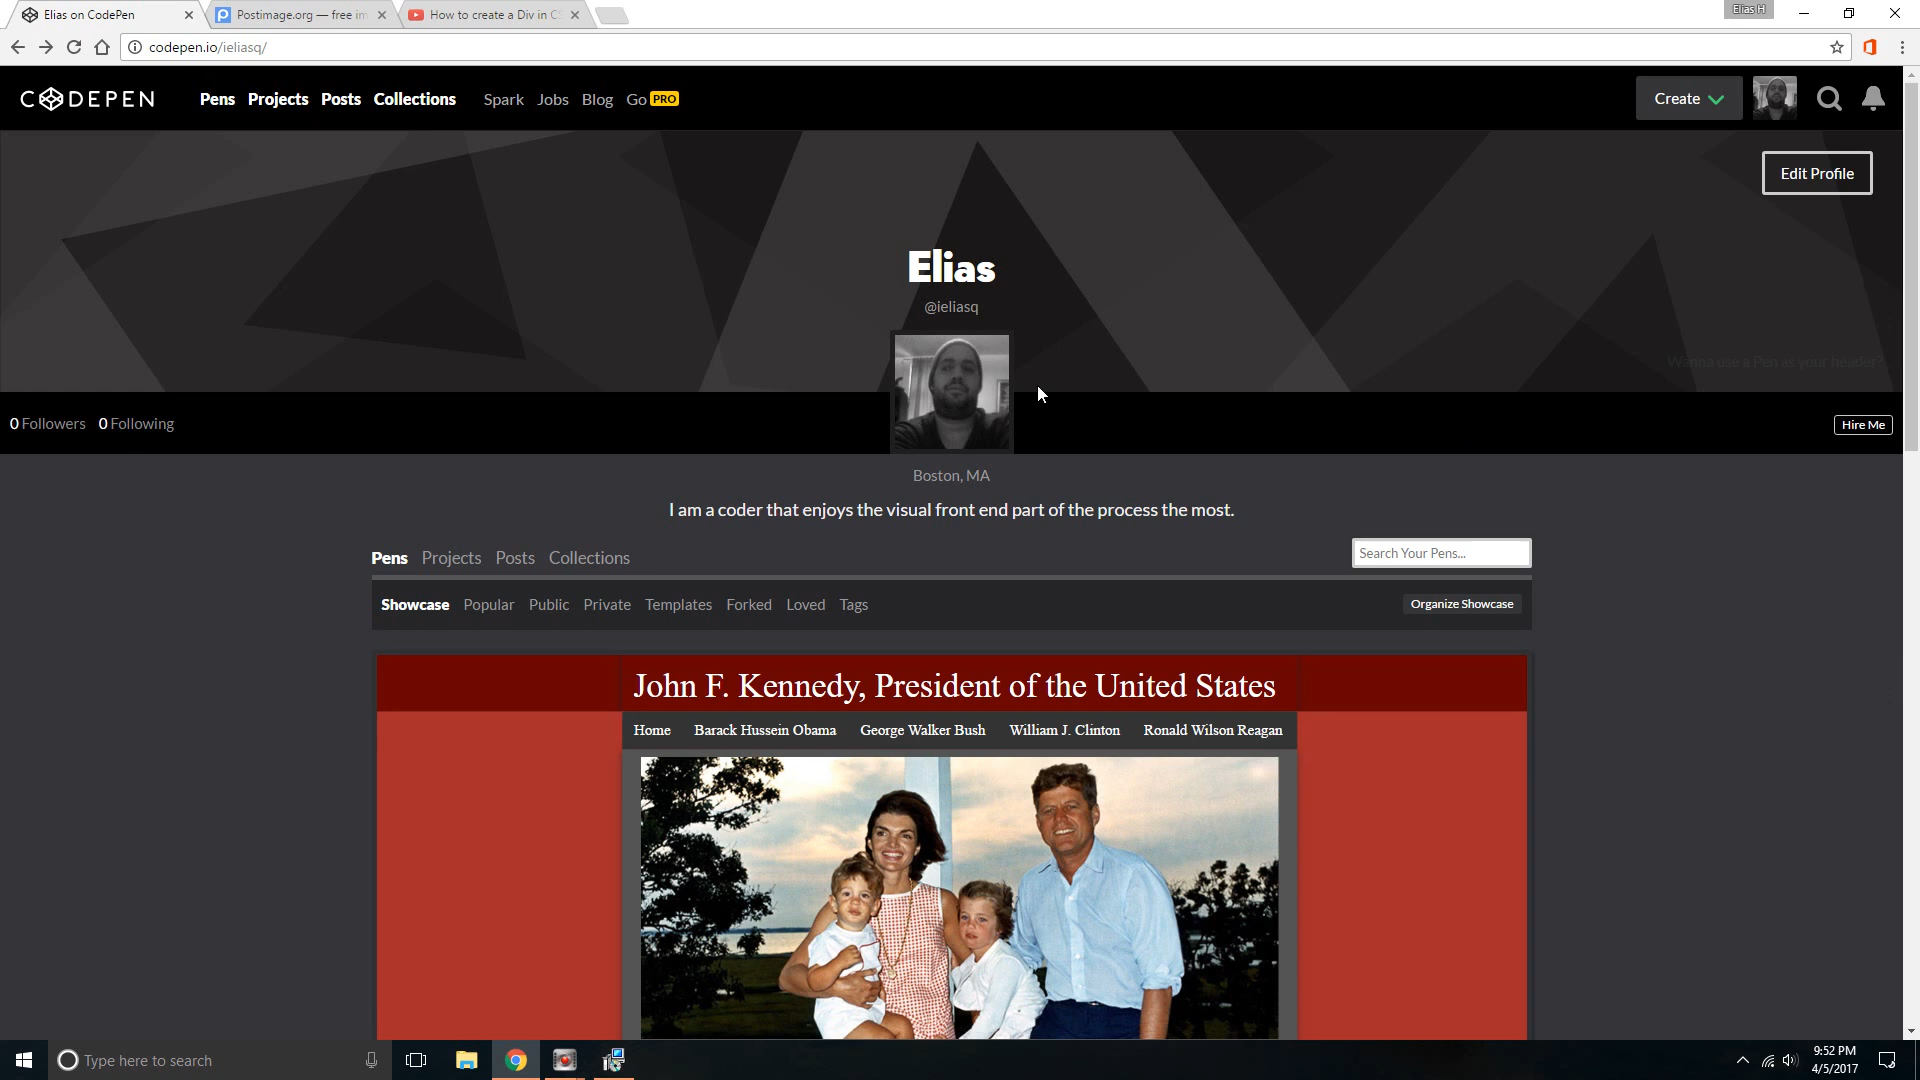 Elias on CodePen
Postimage.org — free im
How to create a Div in CS
Elias H
codepen.io/ieliasq/
CODEPEN
Pens Projects Posts Collections Spark Jobs Blog Go PRO
Create
Edit Profile
Elias
@ieliasq
Wanna use a Pen as your header?
0 Followers 0 Following
Hire Me
Boston, MA
I am a coder that enjoys the visual front end part of the process the most.
Pens Projects Posts Collections
Search Your Pens...
Showcase Popular Public Private Templates Forked Loved Tags
Organize Showcase
John F. Kennedy, President of the United States
Home Barack Hussein Obama George Walker Bush William J. Clinton Ronald Wilson Reagan
Type here to search
9:52 PM
4/5/2017